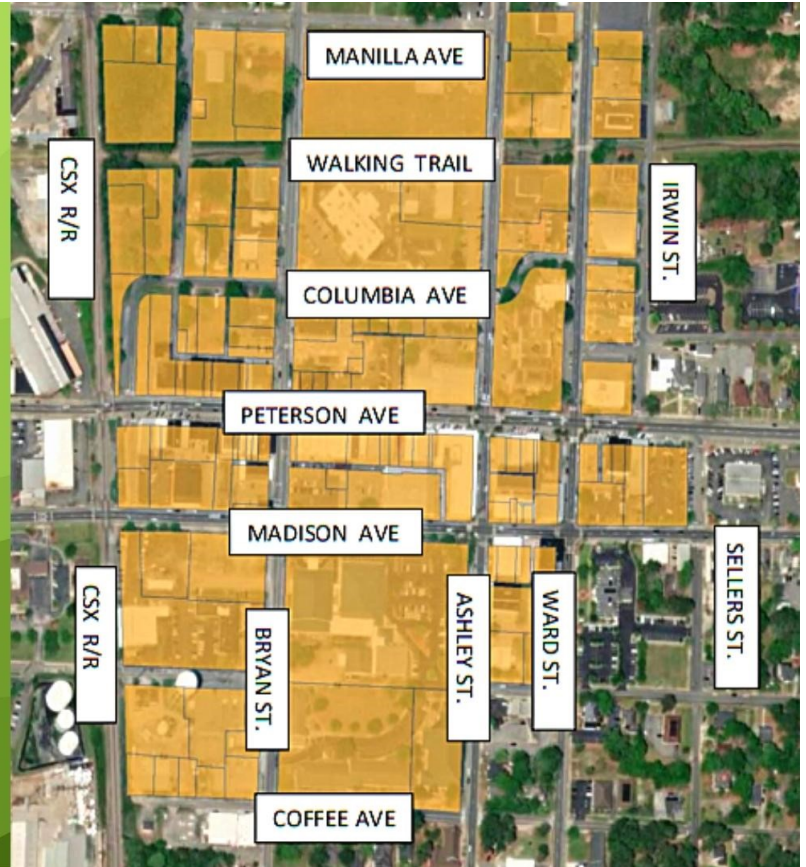 MANILLA AVE
WALKING TRAIL
CSX R/R
IRWIN ST.
COLUMBIA AVE
PETERSON AVE
MADISON AVE
CSX R/R
BRYAN ST.
ASHLEY ST.
WARD ST.
SELLERS ST.
COFFEE AVE